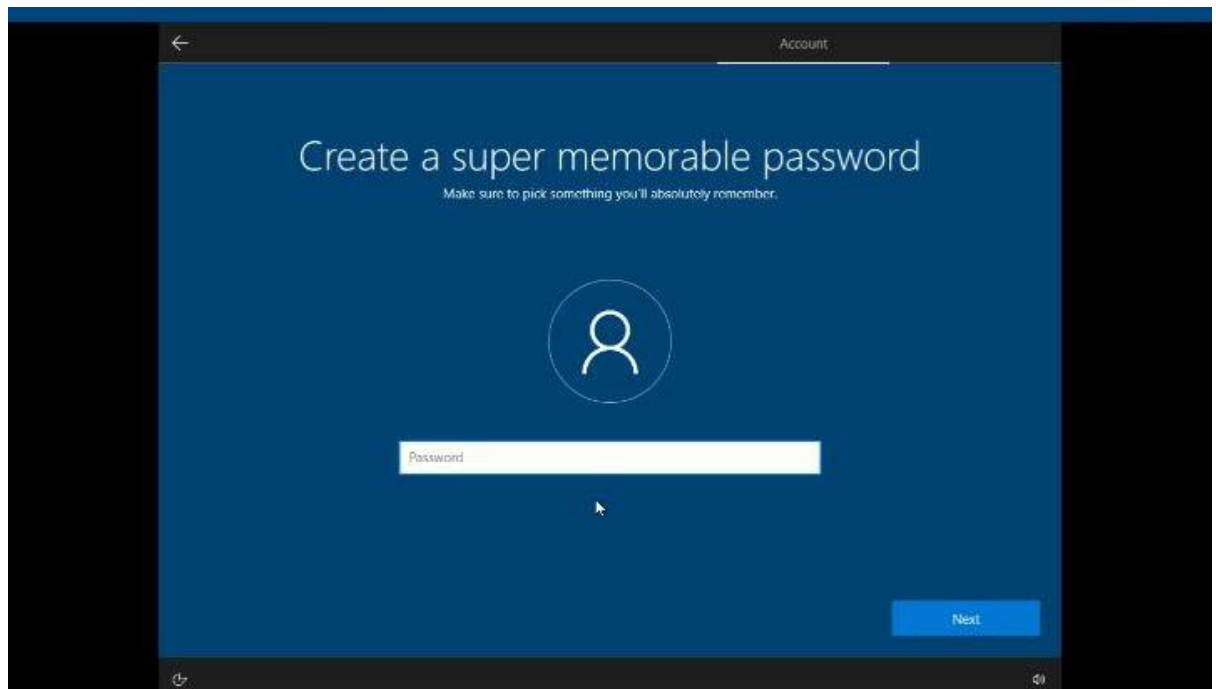 Account
Create a super memorable password
Make sure to pick something you'll absolutely remember.
Password
Next